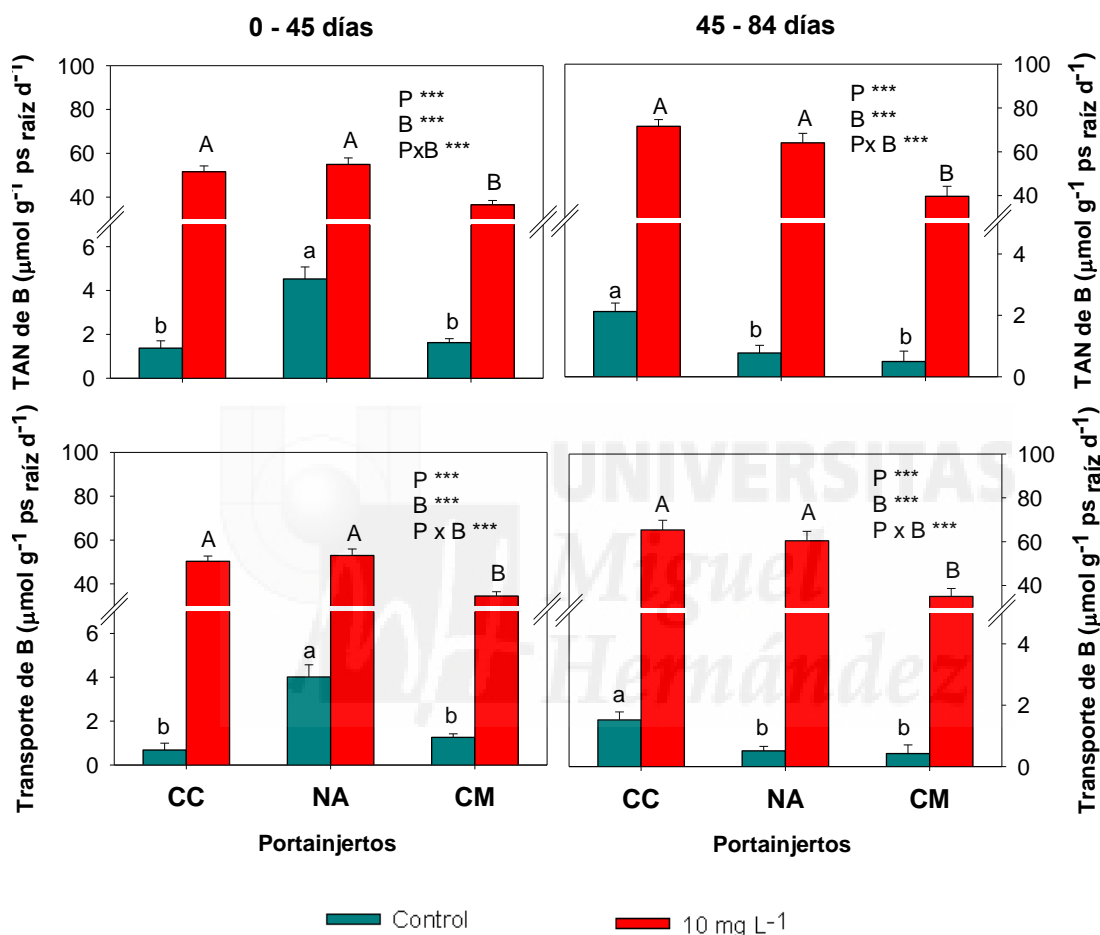 0 - 45 días
45 - 84 días
TAN de B (μmol g⁻¹ ps raíz d⁻¹)
100
80
60
40
6
4
2
0
P ***
B ***
PxB ***
A
A
B
b
a
b
P ***
B ***
Px B ***
A
A
B
a
b
b
100
80
60
40
4
2
0
TAN de B (μmol g⁻¹ ps raíz d⁻¹)
Transporte de B (μmol g⁻¹ ps raíz d⁻¹)
100
80
60
40
6
4
2
0
P ***
B ***
P x B ***
A
A
B
b
a
b
CC NA CM
Portainjertos
P ***
B ***
P x B ***
A
A
B
a
b
b
100
80
60
40
4
2
0
CC NA CM
Portainjertos
Transporte de B (μmol g⁻¹ ps raíz d⁻¹)
UNIVERSITAS
Miguel
Hernández
Control
10 mg L⁻¹